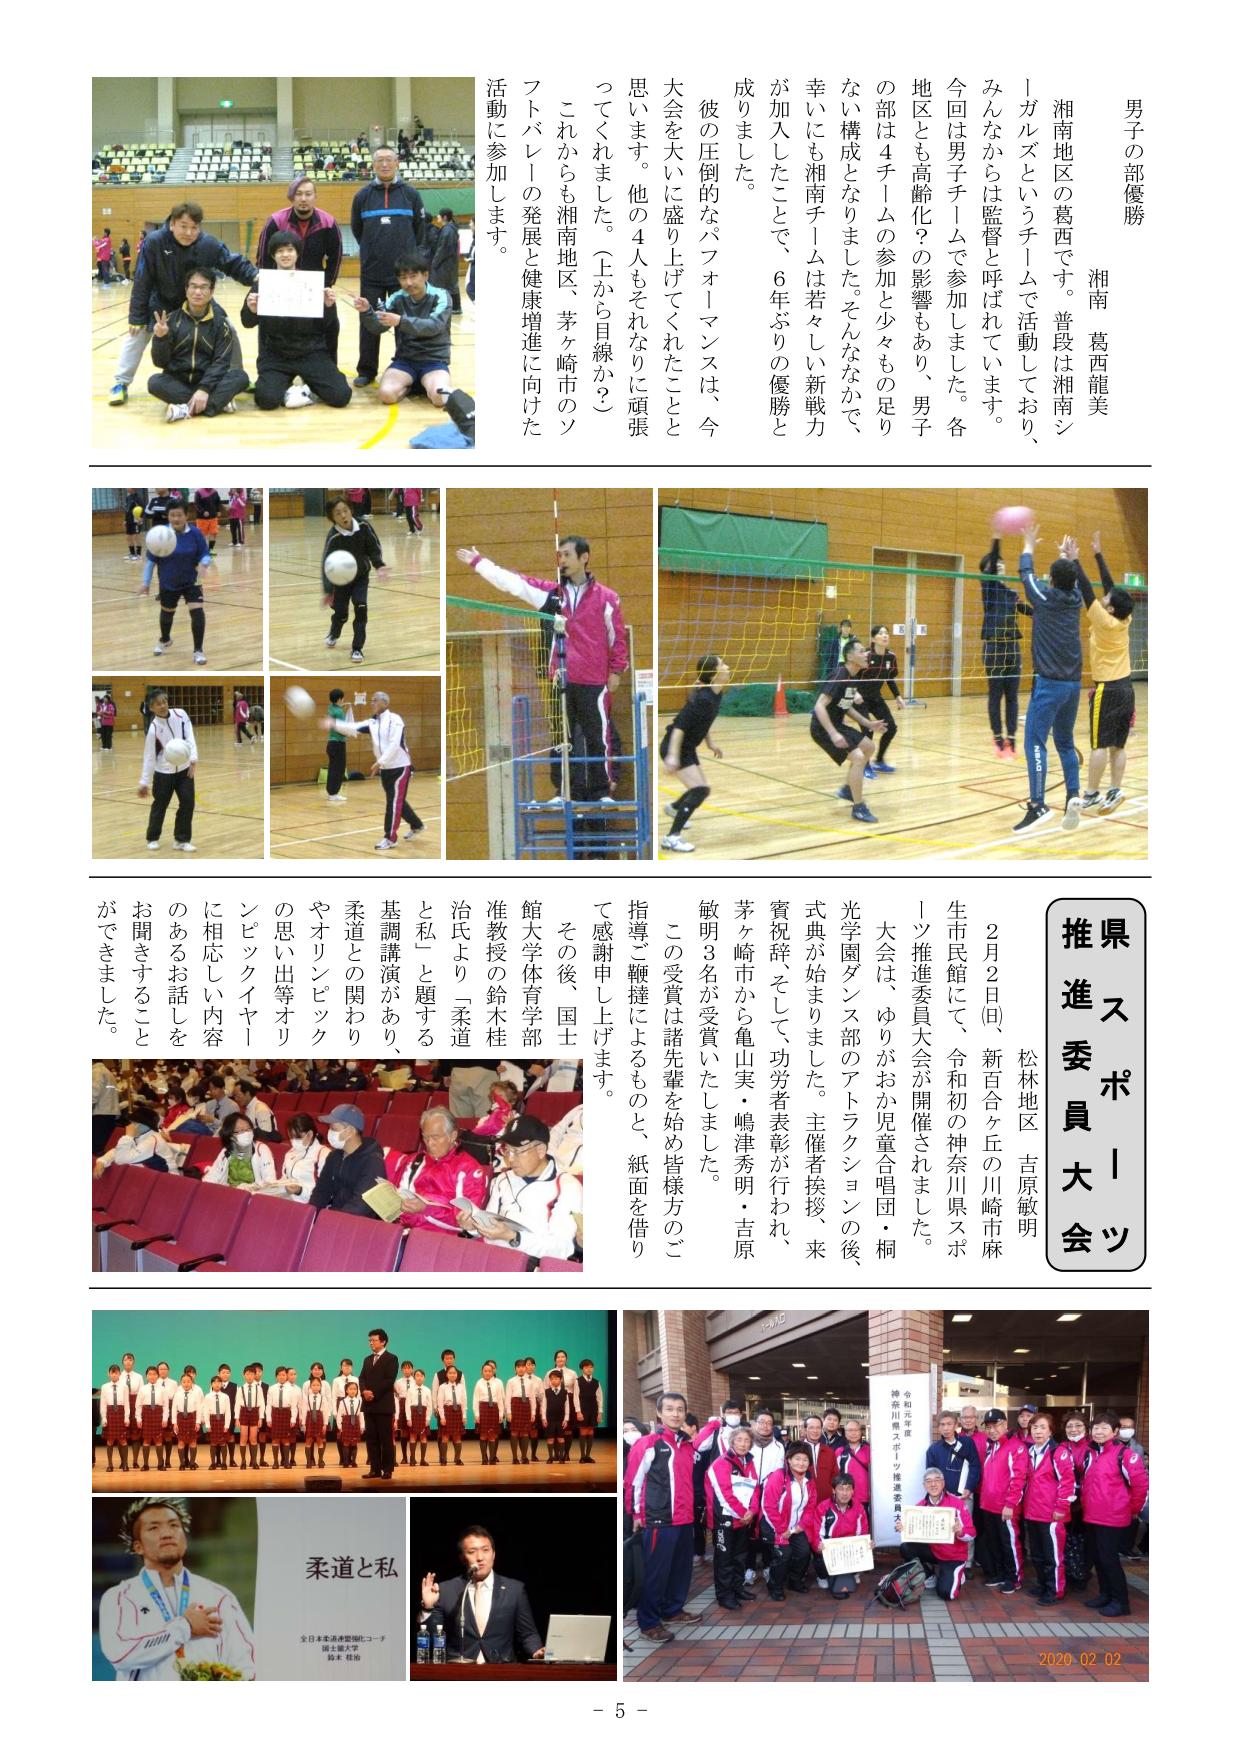 男子の部優勝
湘南　葛西龍美
湘南地区の葛西です。普段は湘南シ
ーガルズというチームで活動しており、
みんなからは監督と呼ばれています。
今回は男子チームで参加しました。各
地区とも高齢化？の影響もあり、男子
の部は４チームの参加と少々もの足り
ない構成となりました。そんななかで、
幸いにも湘南チームは若々しい新戦力
が加入したことで、６年ぶりの優勝と
成りました。
彼の圧倒的なパフォーマンスは、今
大会を大いに盛り上げてくれたことと
思います。他の４人もそれなりに頑張
ってくれました。（上から目線か？）
これからも湘南地区、茅ヶ崎市のソ
フトバレーの発展と健康増進に向けた
活動に参加します。
県スポーツ
推進委員大会
松林地区　吉原敏明
２月２日㈰、新百合ヶ丘の川崎市麻
生市民館にて、令和初の神奈川県スポ
ーツ推進委員大会が開催されました。
大会は、ゆりがおか児童合唱団・桐
光学園ダンス部のアトラクションの後、
式典が始まりました。主催者挨拶、来
賓祝辞、そして、功労者表彰が行われ、
茅ヶ崎市から亀山実・嶋津秀明・吉原
敏明３名が受賞いたしました。
この受賞は諸先輩を始め皆様方のご
指導ご鞭撻によるものと、紙面を借り
て感謝申し上げます。
その後、国士
館大学体育学部
准教授の鈴木桂
治氏より「柔道
と私」と題する
基調講演があり、
柔道との関わり
やオリンピック
の思い出等オリ
ンピックイヤー
に相応しい内容
のあるお話しを
お聞きすること
ができました。
令和元年度
神奈川県スポーツ推進委員大会
2020 02 02
柔道と私
全日本柔道連盟強化コーチ
国士舘大学
鈴木 桂治
- 5 -